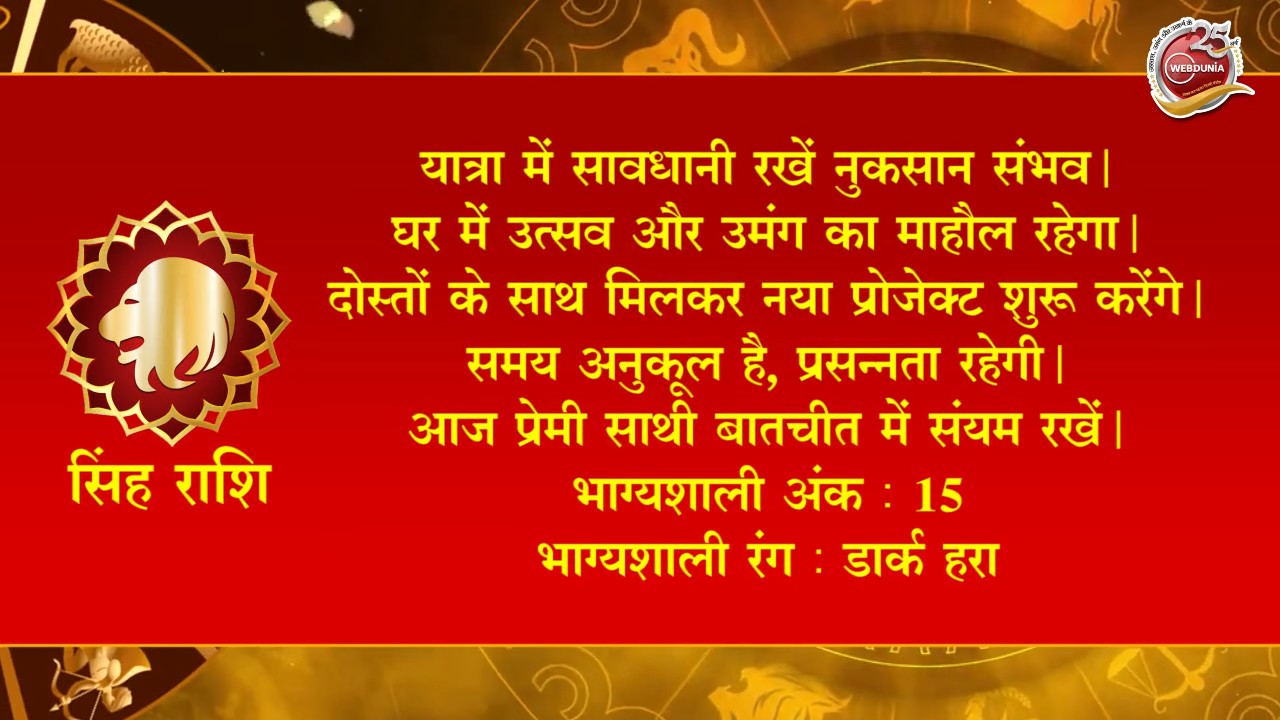 25
WEBDUNIA
यात्रा में सावधानी रखें नुकसान संभव|
घर में उत्सव और उमंग का माहौल रहेगा|
दोस्तों के साथ मिलकर नया प्रोजेक्ट शुरू करेंगे|
समय अनुकूल है, प्रसन्नता रहेगी|
आज प्रेमी साथी बातचीत में संयम रखें|
भाग्यशाली अंक : 15
भाग्यशाली रंग : डार्क हरा
सिंह राशि